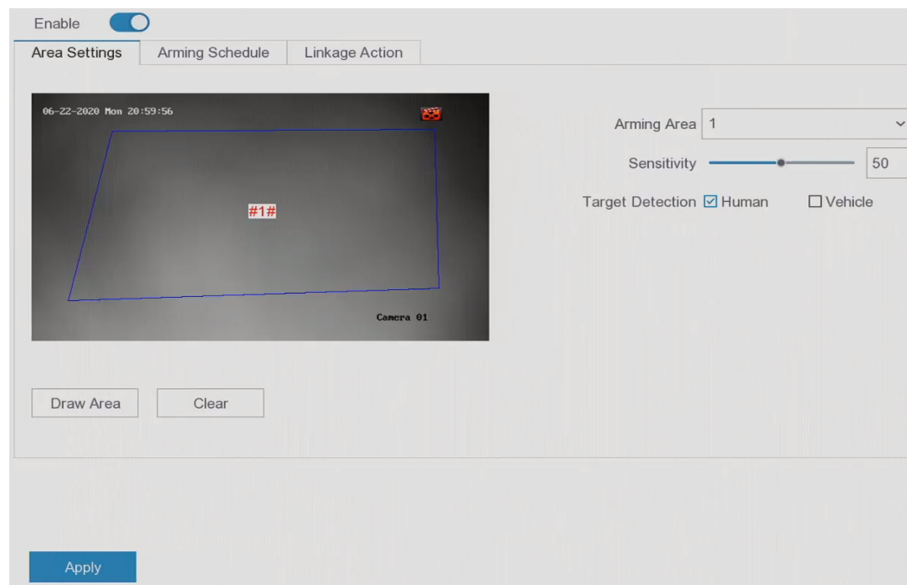 Enable
Area Settings
Arming Schedule
Linkage Action
06-22-2020 Mon 20:59:56
#1#
Camera 01
Arming Area 1
Sensitivity 50
Target Detection Human Vehicle
Draw Area
Clear
Apply